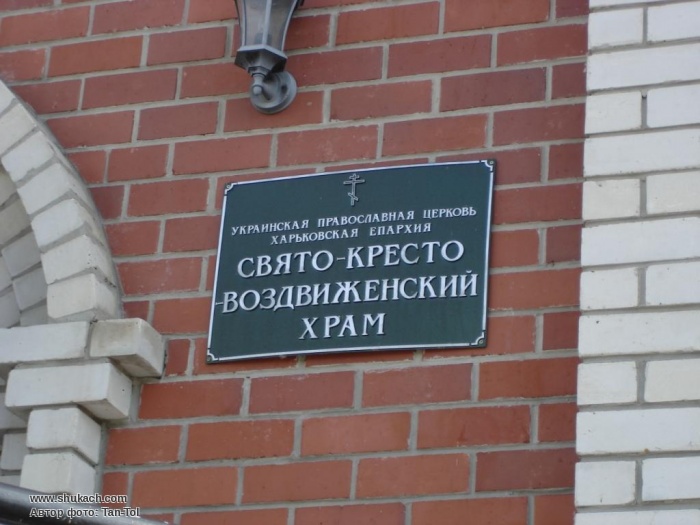 УКРАИНСКАЯ ПРАВОСЛАВНАЯ ЦЕРКОВЬ
ХАРЬКОВСКАЯ ЕПАРХИЯ
СВЯТО-КРЕСТО
-ВОЗДВИЖЕНСКИЙ
ХРАМ
www.shukach.com
Автор фото: Tan-Tol